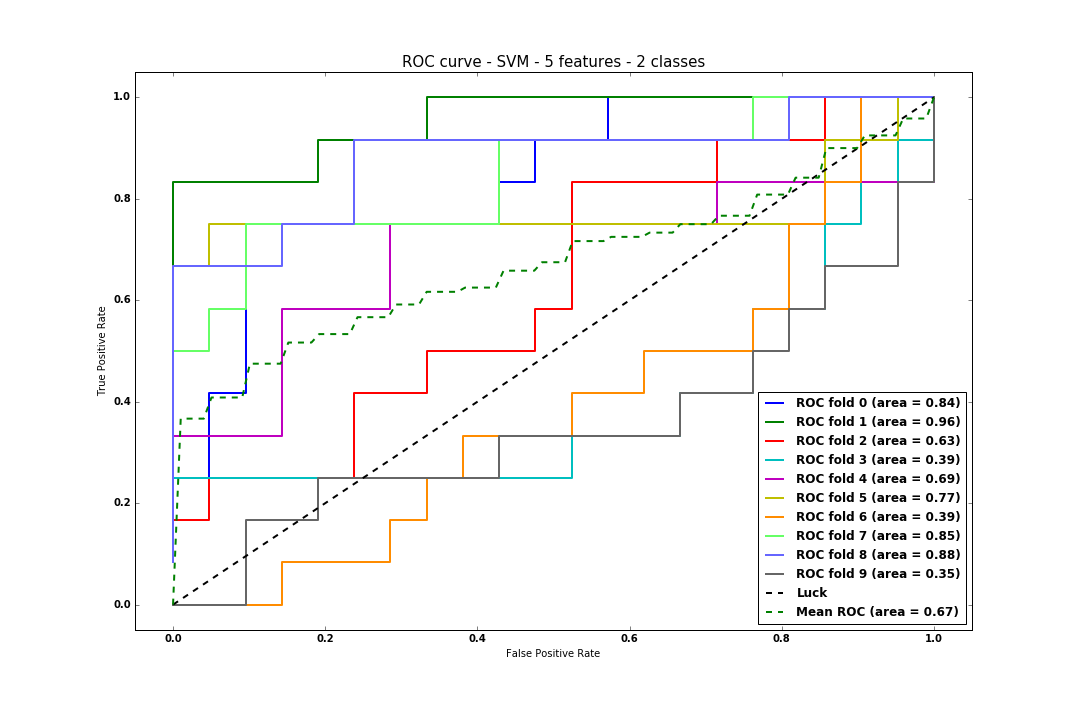 ROC curve - SVM - 5 features - 2 classes
1.0
0.8
0.6
0.4
0.2
0.0
True Positive Rate
0.0 0.2 0.4 0.6 0.8 1.0
False Positive Rate
ROC fold 0 (area = 0.84)
ROC fold 1 (area = 0.96)
ROC fold 2 (area = 0.63)
ROC fold 3 (area = 0.39)
ROC fold 4 (area = 0.69)
ROC fold 5 (area = 0.77)
ROC fold 6 (area = 0.39)
ROC fold 7 (area = 0.85)
ROC fold 8 (area = 0.88)
ROC fold 9 (area = 0.35)
Luck
Mean ROC (area = 0.67)